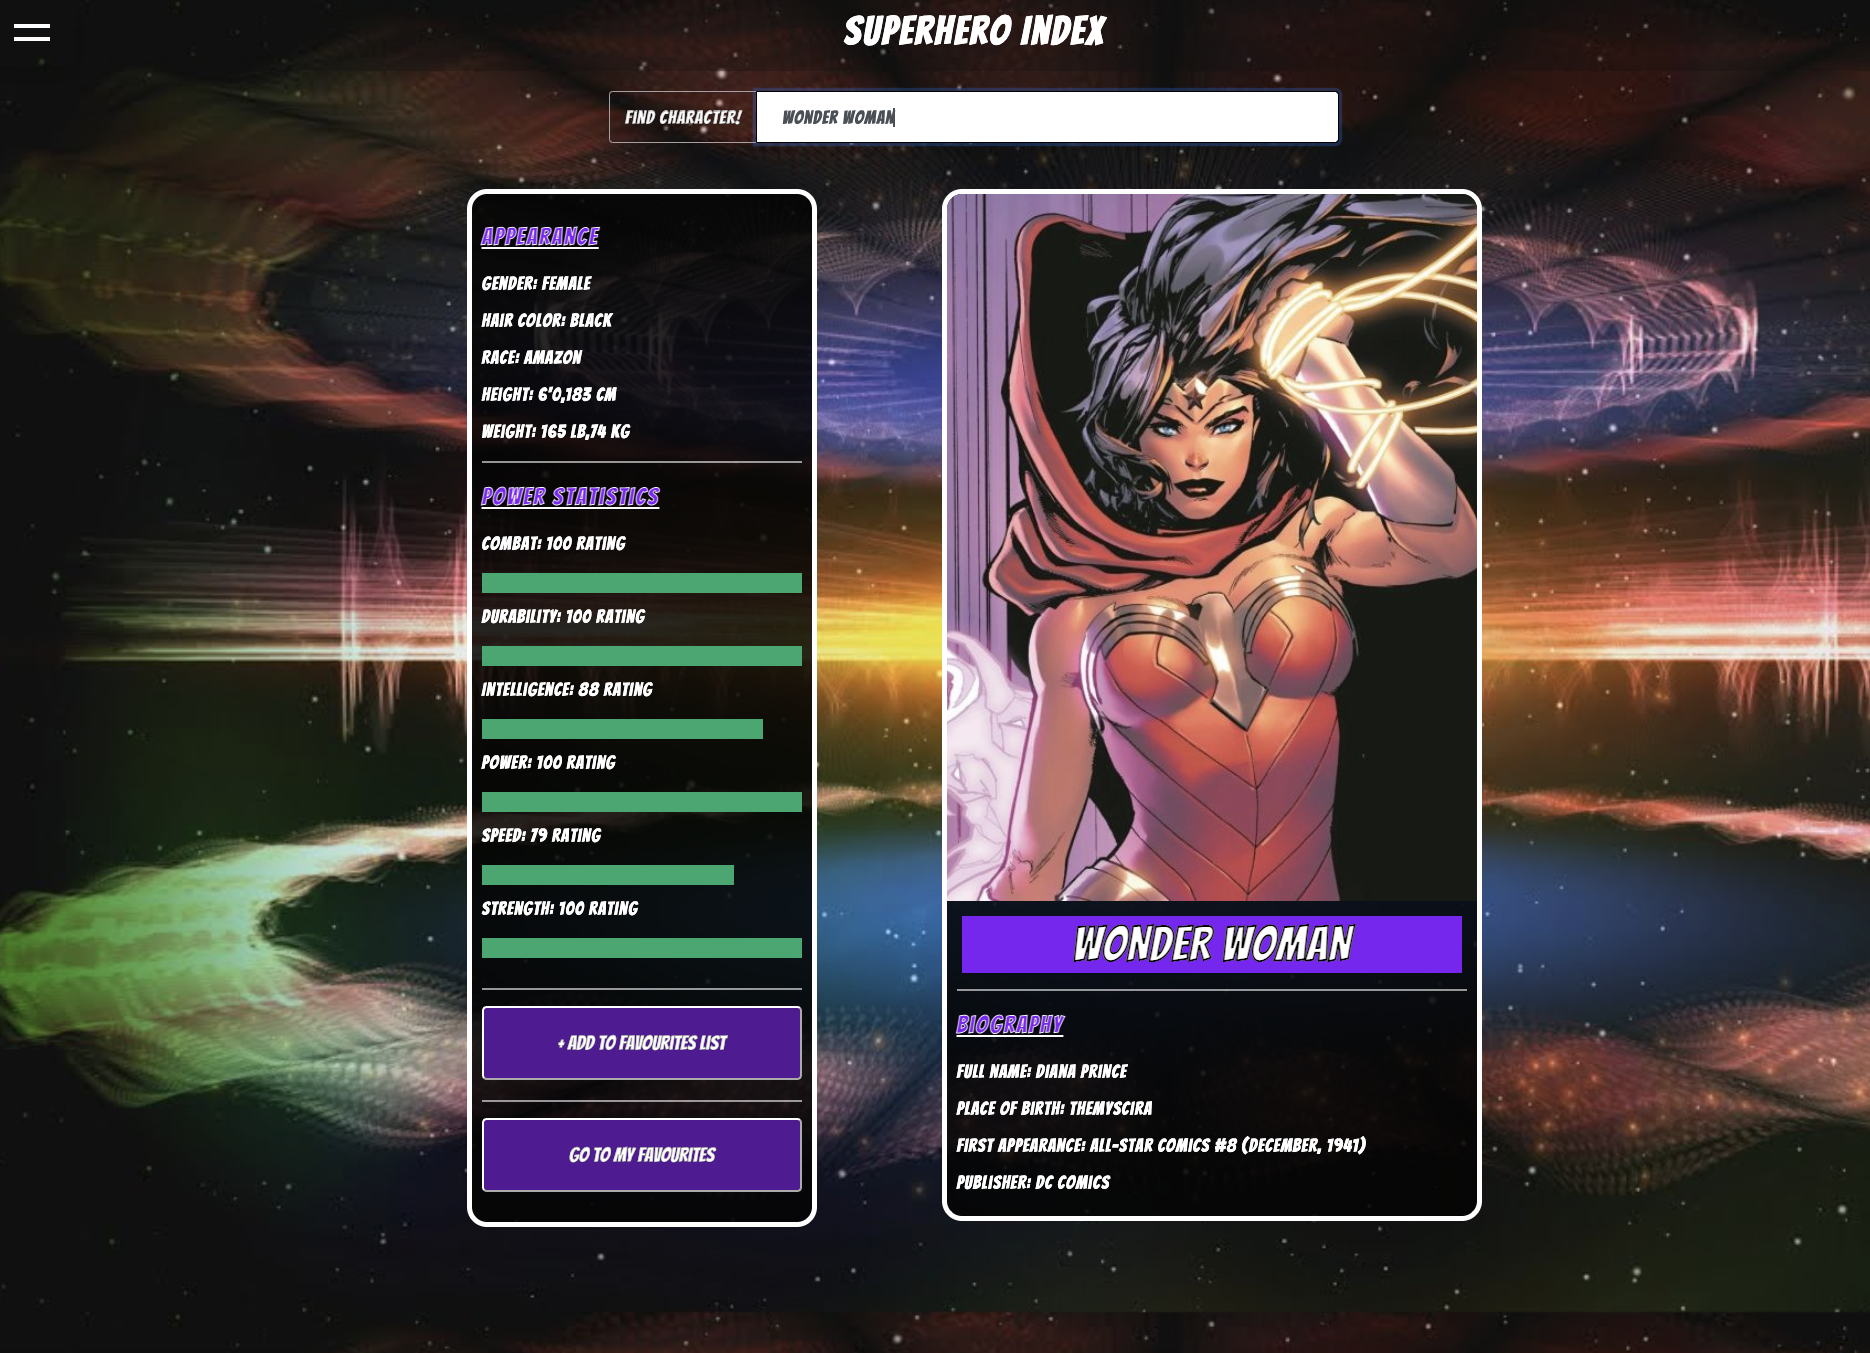 SUPERHERO INDEX
FIND CHARACTER! WONDER WOMAN
APPEARANCE
GENDER: FEMALE
HAIR COLOR: BLACK
RACE: AMAZON
HEIGHT: 6'0,183 CM
WEIGHT: 165 LB,74 KG
POWER STATISTICS
COMBAT: 100 RATING
DURABILITY: 100 RATING
INTELLIGENCE: 88 RATING
POWER: 100 RATING
SPEED: 79 RATING
STRENGTH: 100 RATING
+ ADD TO FAVOURITES LIST
GO TO MY FAVOURITES
WONDER WOMAN
BIOGRAPHY
FULL NAME: DIANA PRINCE
PLACE OF BIRTH: THEMYSCIRA
FIRST APPEARANCE: ALL-STAR COMICS #8 (DECEMBER, 1941)
PUBLISHER: DC COMICS